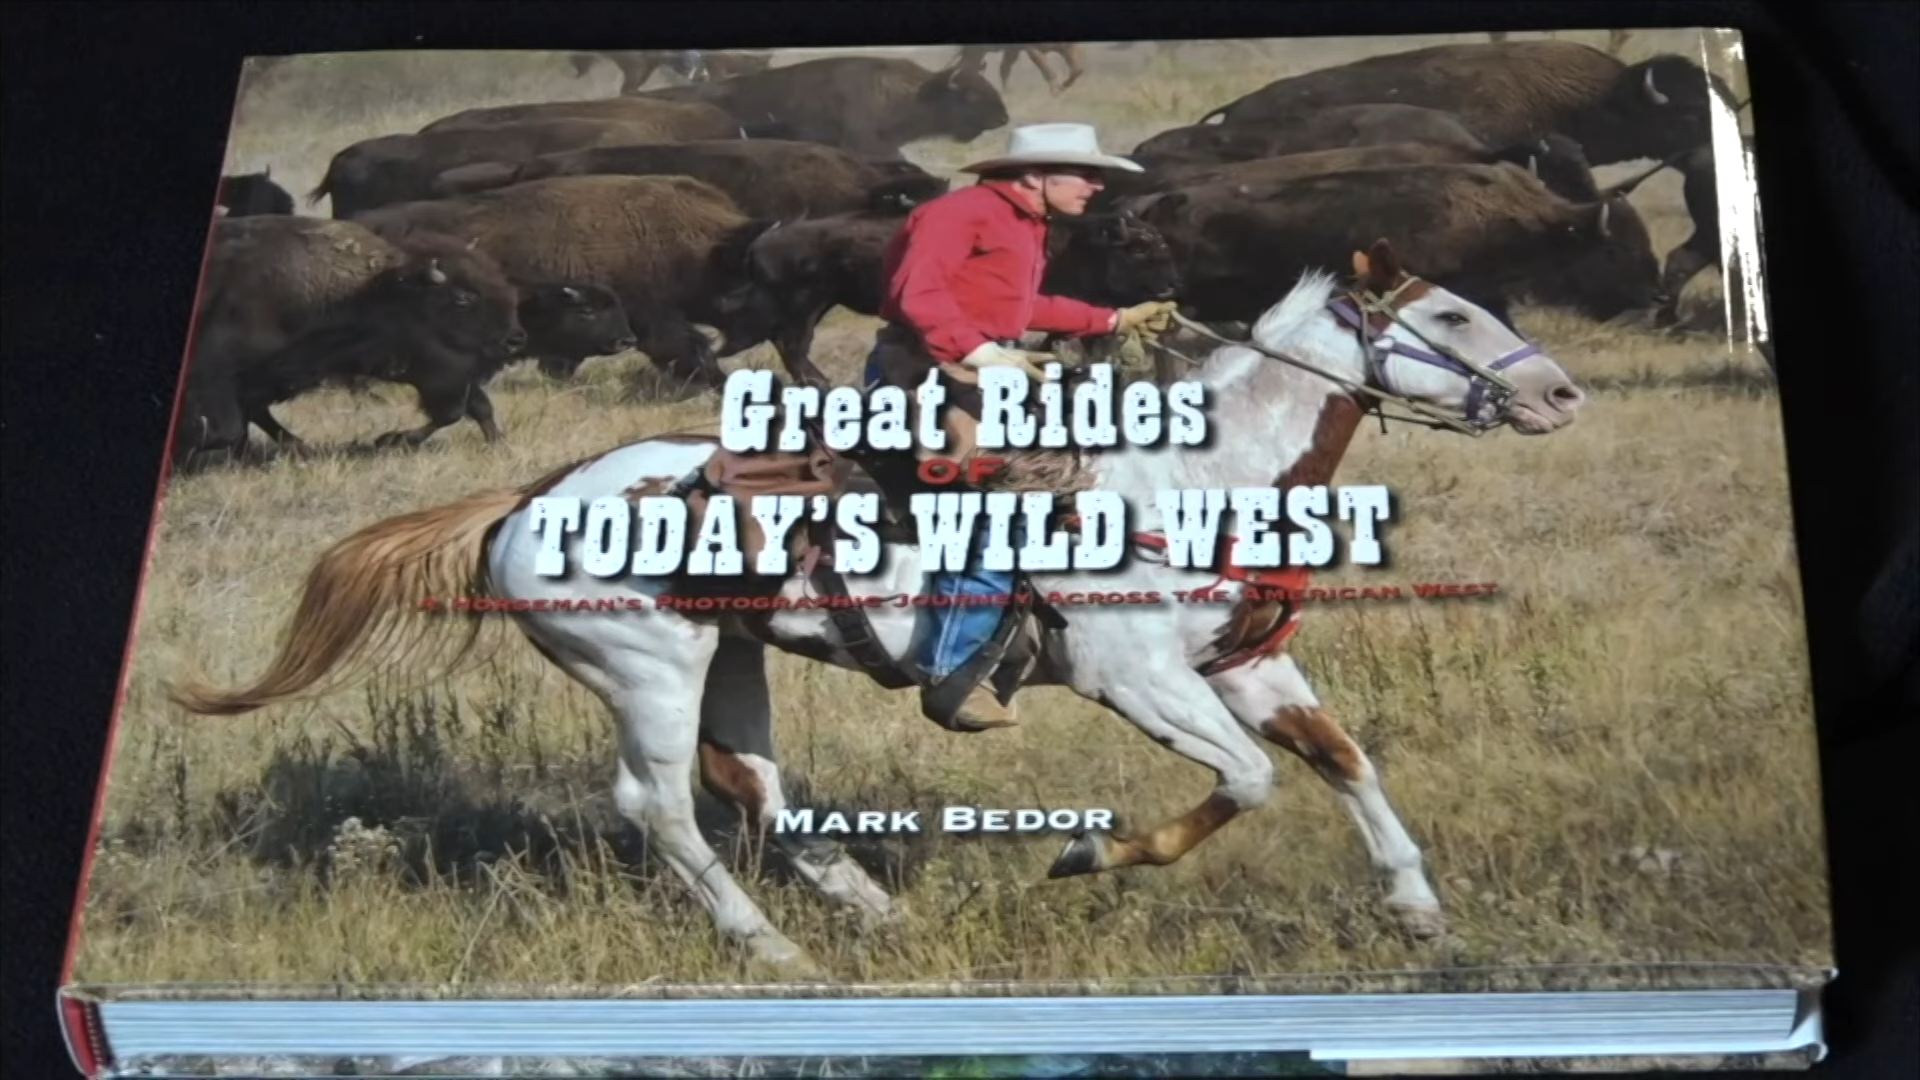 Great Rides
OF
TODAY'S WILD WEST
A HORSEMAN'S PHOTOGRAPHIC JOURNEY ACROSS THE AMERICAN WEST
MARK BEDOR